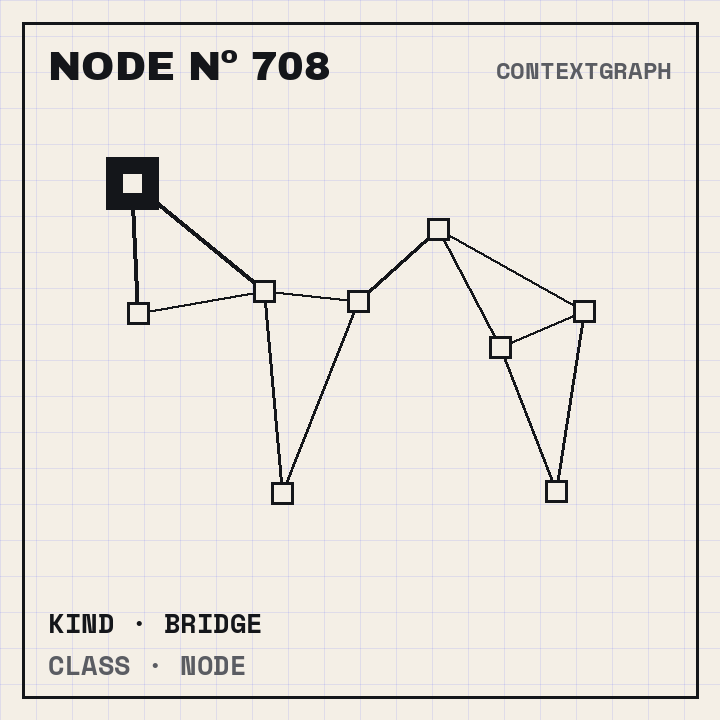 NODE Nº 708
CONTEXTGRAPH
KIND · BRIDGE
CLASS · NODE